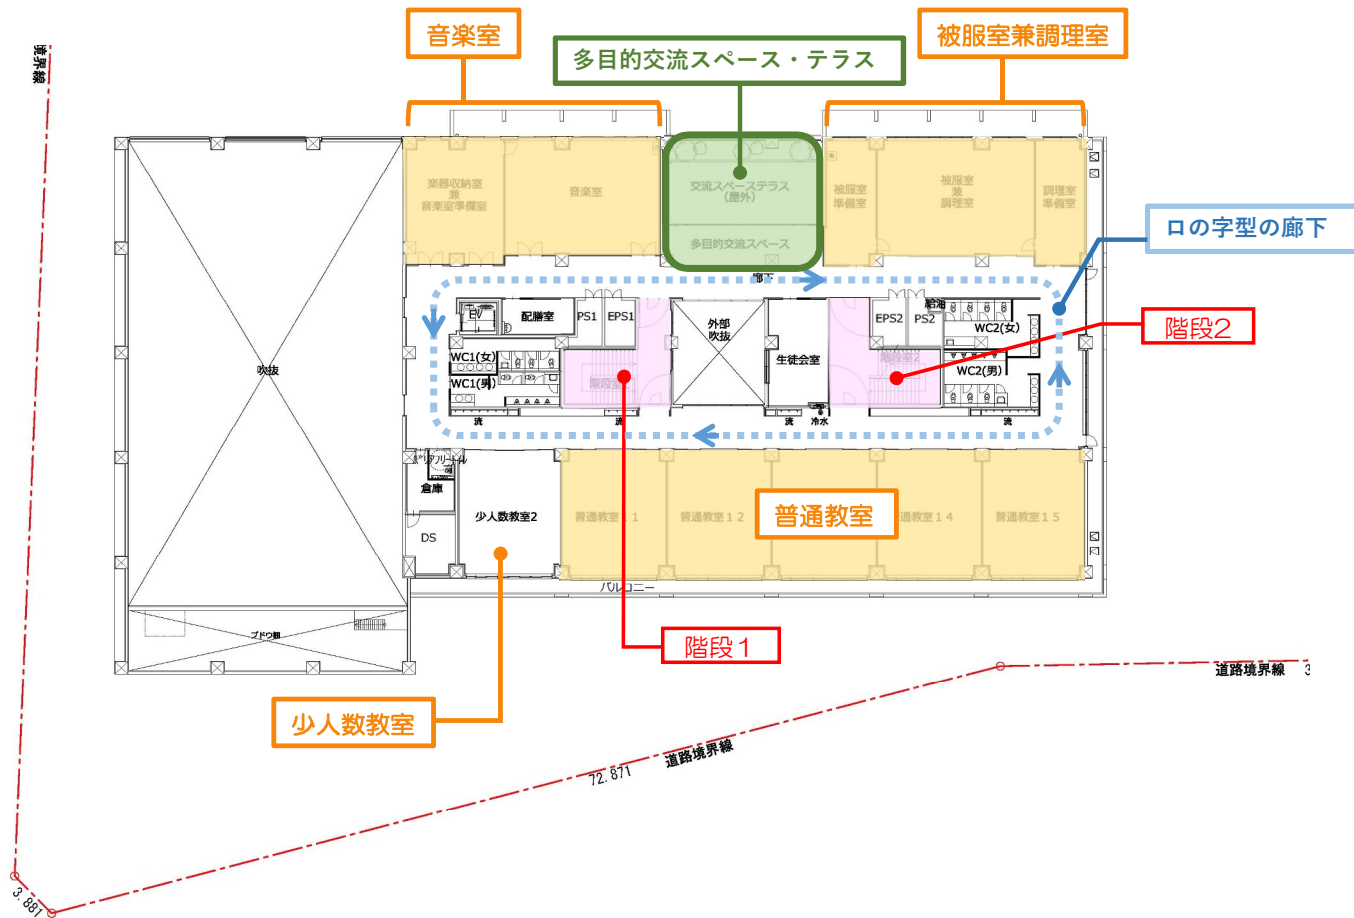 音楽室
多目的交流スペース・テラス
被服室兼調理室
境界線
楽器収納室
兼
音楽室準備室
音楽室
交流スペーステラス
(屋外)
多目的交流スペース
被服室
準備室
被服室
兼
調理室
調理室
準備室
ロの字型の廊下
廊下
EV
配膳室
PS1
EPS1
外部
吹抜
生徒会室
EPS2
PS2
給湯
WC2(女)
階段2
WC1(女)
WC1(男)
階段室2
WC2(男)
吹抜
流
流
流
冷水
流
倉庫
DS
少人数教室2
普通教室11
普通教室12
普通教室
通教室14
普通教室15
バルコニー
ブドウ棚
階段1
少人数教室
道路境界線
3
道路境界線
72.871
3.881